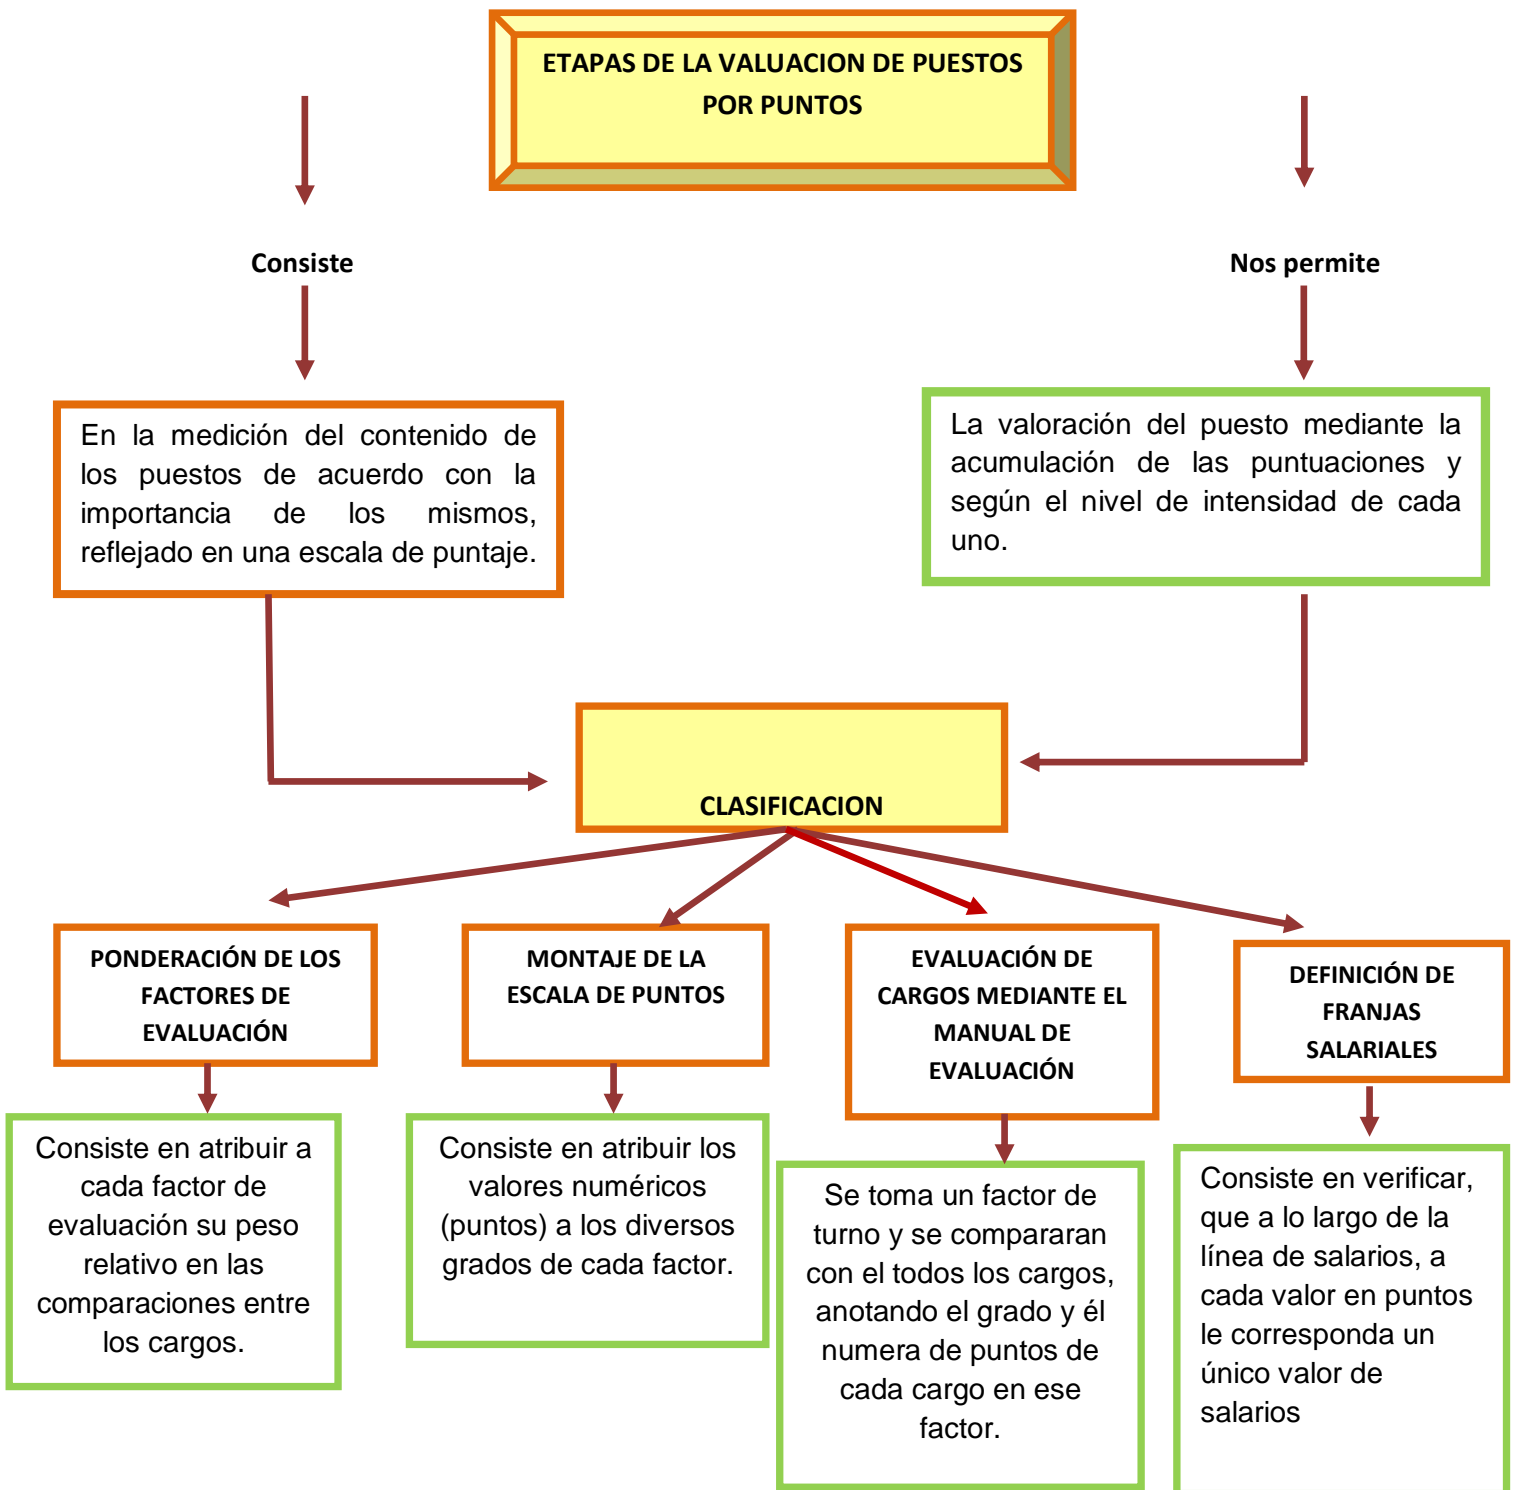 ETAPAS DE LA VALUACION DE PUESTOS
POR PUNTOS
Consiste
Nos permite
En la medición del contenido de
los puestos de acuerdo con la
importancia de los mismos,
reflejado en una escala de puntaje.
La valoración del puesto mediante la
acumulación de las puntuaciones y
según el nivel de intensidad de cada
uno.
CLASIFICACION
PONDERACIÓN DE LOS
FACTORES DE
EVALUACIÓN
MONTAJE DE LA
ESCALA DE PUNTOS
EVALUACIÓN DE
CARGOS MEDIANTE EL
MANUAL DE
EVALUACIÓN
DEFINICIÓN DE
FRANJAS
SALARIALES
Consiste en atribuir a
cada factor de
evaluación su peso
relativo en las
comparaciones entre
los cargos.
Consiste en atribuir los
valores numéricos
(puntos) a los diversos
grados de cada factor.
Se toma un factor de
turno y se compararan
con el todos los cargos,
anotando el grado y él
numera de puntos de
cada cargo en ese
factor.
Consiste en verificar,
que a lo largo de la
línea de salarios, a
cada valor en puntos
le corresponda un
único valor de
salarios